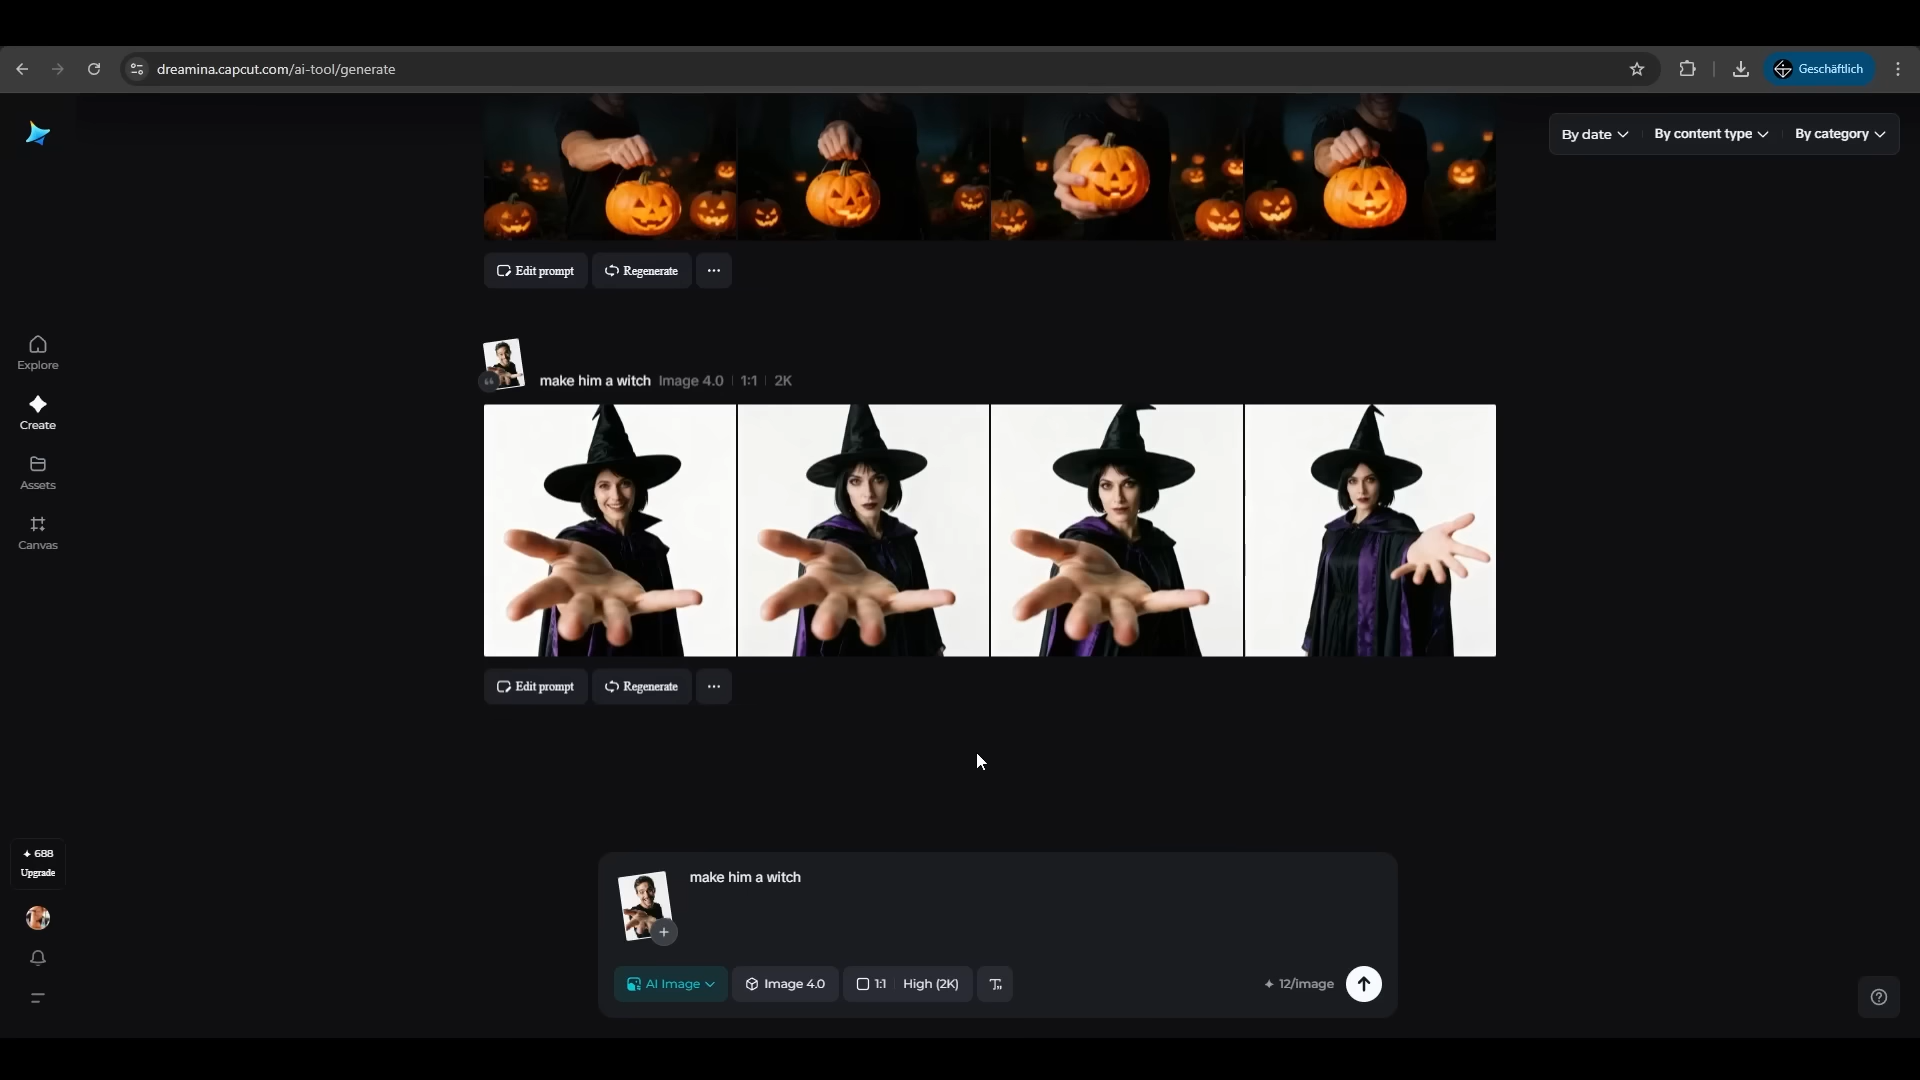 dreamina.capcut.com/ai-tool/generate
Geschäftlich
By date
By content type
By category
Edit prompt
Regenerate
Explore
make him a witch Image 4.0 1:1 2K
Create
Assets
Canvas
Edit prompt
Regenerate
688
Upgrade
make him a witch
AI Image
Image 4.0
1:1
High (2K)
12/image